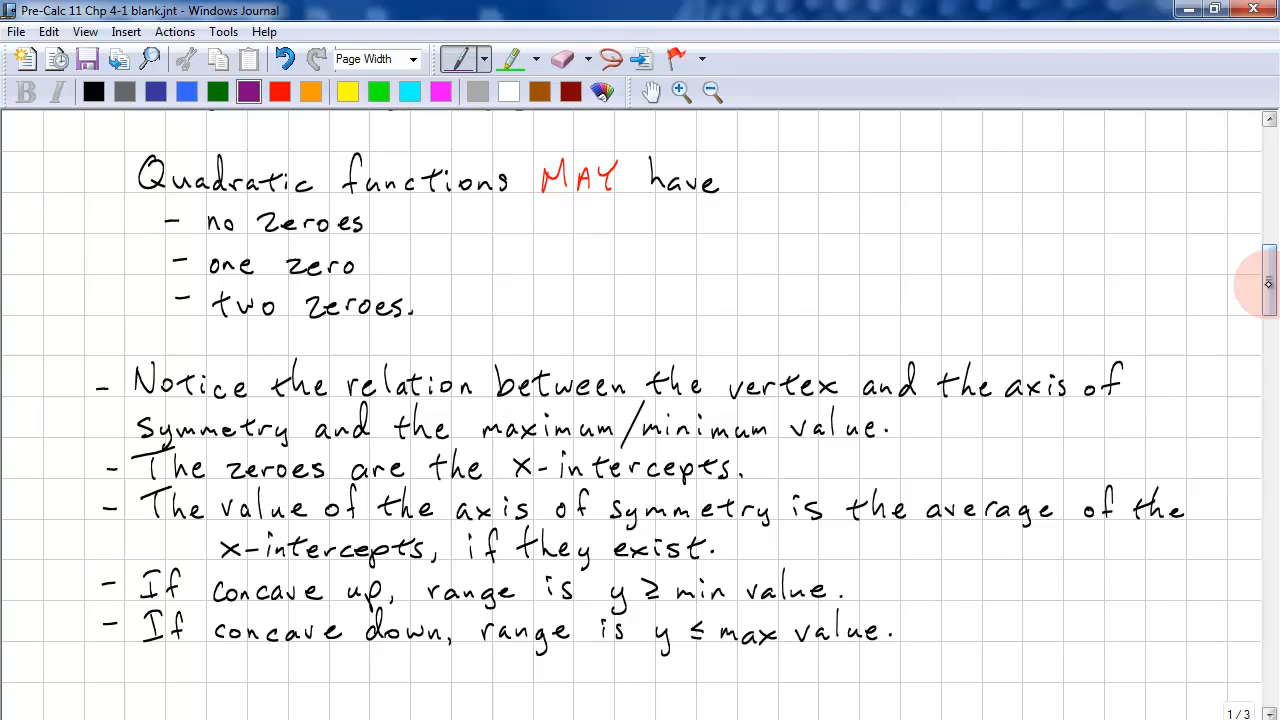 Pre-Calc 11 Chp 4-1 blank.jnt - Windows Journal
File Edit View Insert Actions Tools Help
Page Width
B I
Quadratic functions MAY have
- no zeroes
- one zero
- two zeroes.
- Notice the relation between the vertex and the axis of
symmetry and the maximum/minimum value.
- The zeroes are the x-intercepts.
- The value of the axis of symmetry is the average of the
x-intercepts, if they exist.
- If concave up, range is y ≥ min value.
- If concave down, range is y ≤ max value.
1/3